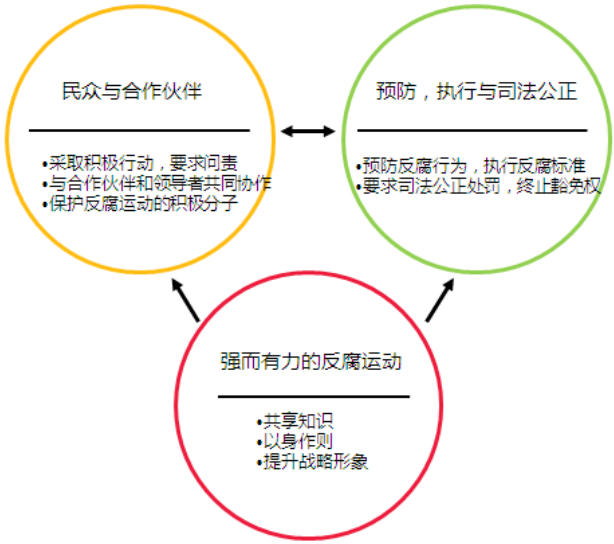 民众与合作伙伴
•采取积极行动，要求问责
•与合作伙伴和领导者共同协作
•保护反腐运动的积极分子
预防，执行与司法公正
•预防反腐行为，执行反腐标准
•要求司法公正处罚，终止豁免权
强而有力的反腐运动
•共享知识
•以身作则
•提升战略形象